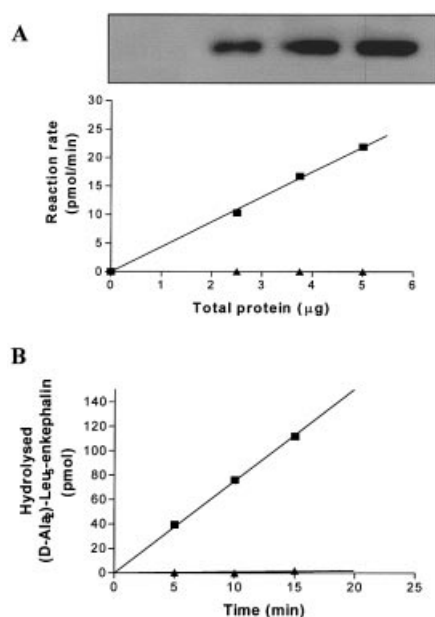 A
30
25
20
15
10
5
0
Reaction rate
(pmol/min)
0 1 2 3 4 5 6
Total protein (μg)
B
140
120
100
80
60
40
20
0
Hydrolysed
(D-Ala2)-Leu5-enkephalin
(pmol)
0 5 10 15 20 25
Time (min)